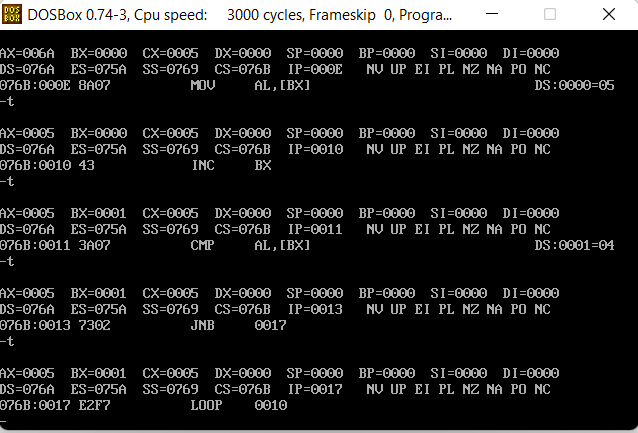 DOSBox 0.74-3, Cpu speed: 3000 cycles, Frameskip 0, Progra...
AX=006A BX=0000 CX=0005 DX=0000 SP=0000 BP=0000 SI=0000 DI=0000
DS=076A ES=075A SS=0769 CS=076B IP=000E NV UP EI PL NZ NA PO NC
076B:000E 8A07 MOV AL,[BX] DS:0000=05
-t
AX=0005 BX=0000 CX=0005 DX=0000 SP=0000 BP=0000 SI=0000 DI=0000
DS=076A ES=075A SS=0769 CS=076B IP=0010 NV UP EI PL NZ NA PO NC
076B:0010 43 INC BX
-t
AX=0005 BX=0001 CX=0005 DX=0000 SP=0000 BP=0000 SI=0000 DI=0000
DS=076A ES=075A SS=0769 CS=076B IP=0011 NV UP EI PL NZ NA PO NC
076B:0011 3A07 CMP AL,[BX] DS:0001=04
-t
AX=0005 BX=0001 CX=0005 DX=0000 SP=0000 BP=0000 SI=0000 DI=0000
DS=076A ES=075A SS=0769 CS=076B IP=0013 NV UP EI PL NZ NA PO NC
076B:0013 7302 JNB 0017
-t
AX=0005 BX=0001 CX=0005 DX=0000 SP=0000 BP=0000 SI=0000 DI=0000
DS=076A ES=075A SS=0769 CS=076B IP=0017 NV UP EI PL NZ NA PO NC
076B:0017 E2F7 LOOP 0010
-